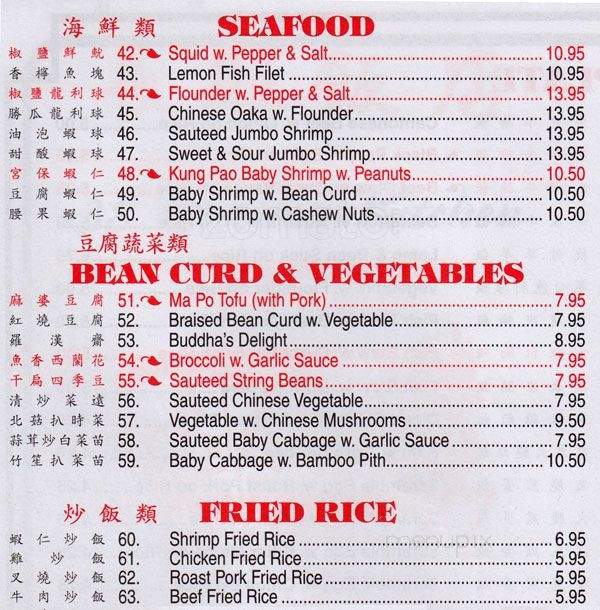 海鮮類 SEAFOOD
椒鹽鮮魷 42. Squid w. Pepper & Salt 10.95
香檸魚塊 43. Lemon Fish Filet 10.95
椒鹽龍利球 44. Flounder w. Pepper & Salt 13.95
勝瓜龍利球 45. Chinese Oaka w. Flounder 13.95
油泡蝦球 46. Sauteed Jumbo Shrimp 13.95
甜酸蝦球 47. Sweet & Sour Jumbo Shrimp 13.95
宮保蝦仁 48. Kung Pao Baby Shrimp w. Peanuts 10.50
豆腐蝦仁 49. Baby Shrimp w. Bean Curd 10.50
腰果蝦仁 50. Baby Shrimp w. Cashew Nuts 10.50
豆腐蔬菜類
BEAN CURD & VEGETABLES
麻婆豆腐 51. Ma Po Tofu (with Pork) 7.95
紅燒豆腐 52. Braised Bean Curd w. Vegetable 7.95
羅漢齋 53. Buddha's Delight 8.95
魚香西蘭花 54. Broccoli w. Garlic Sauce 7.95
干扁四季豆 55. Sauteed String Beans 7.95
清炒菜遠 56. Sauteed Chinese Vegetable 7.95
北菇扒時菜 57. Vegetable w. Chinese Mushrooms 9.50
蒜茸炒白菜苗 58. Sauteed Baby Cabbage w. Garlic Sauce 7.95
竹笙扒菜苗 59. Baby Cabbage w. Bamboo Pith 10.50
炒飯類 FRIED RICE
蝦仁炒飯 60. Shrimp Fried Rice 6.95
雞炒飯 61. Chicken Fried Rice 5.95
叉燒炒飯 62. Roast Pork Fried Rice 5.95
牛肉炒飯 63. Beef Fried Rice 5.95